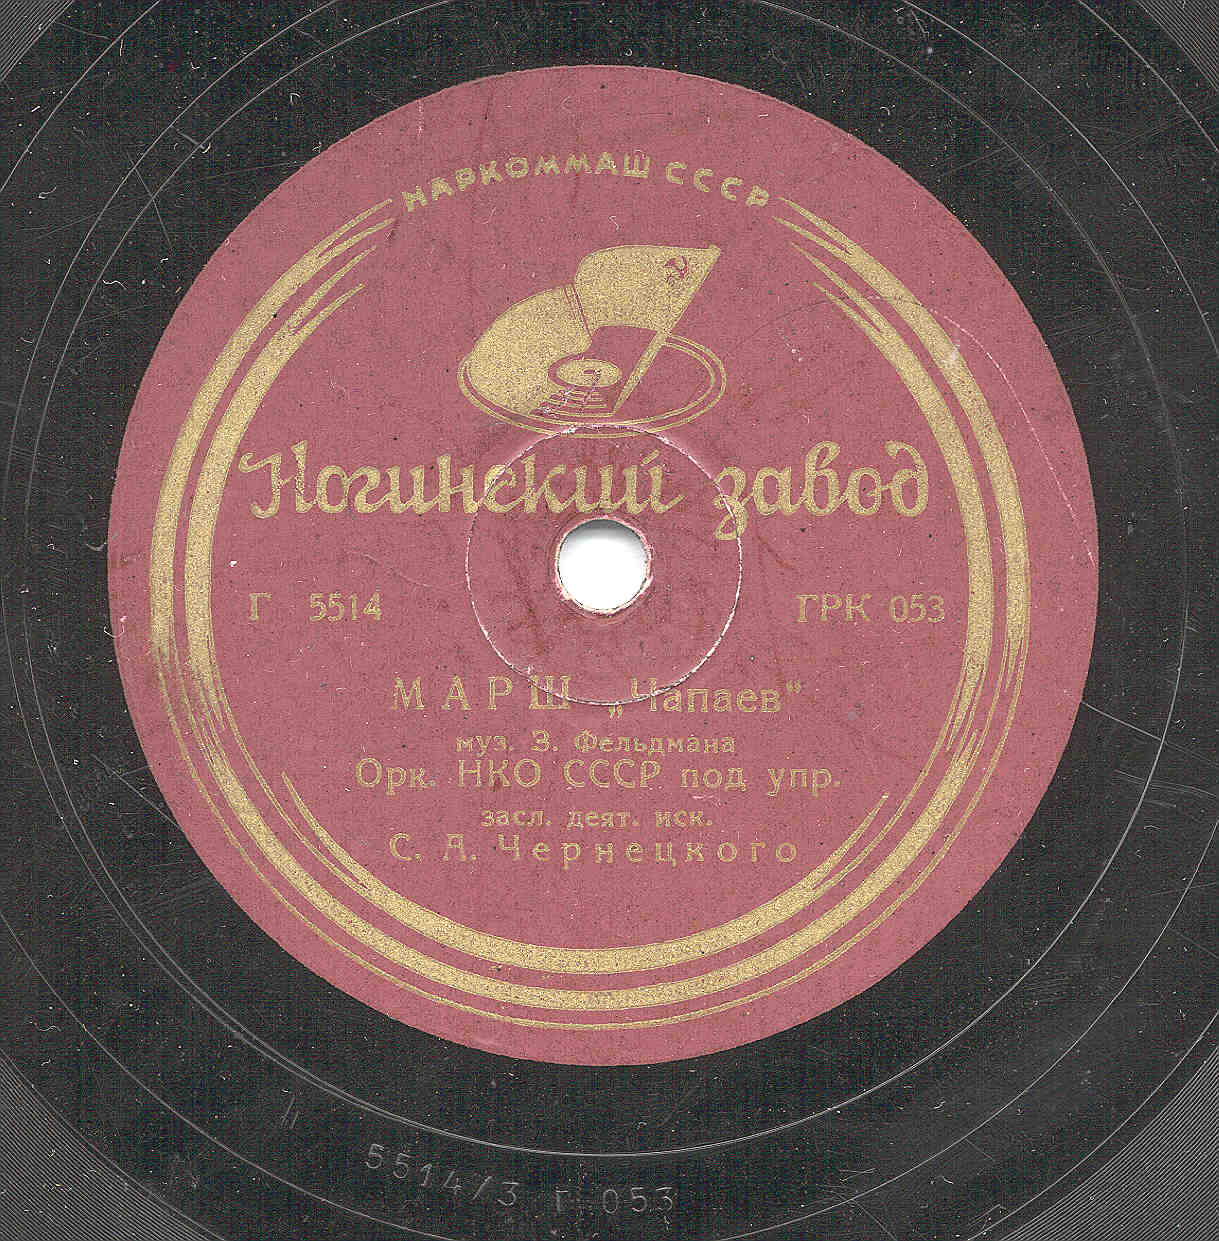 НАРКОММАШ СССР
Ногинский завод
Г 5514 ГРК 053
МАРШ „Чапаев“
муз. З. Фельдмана
Орк. НКО СССР под упр.
засл. деят. иск.
С. А. Чернецкого
5514/3 Г 053